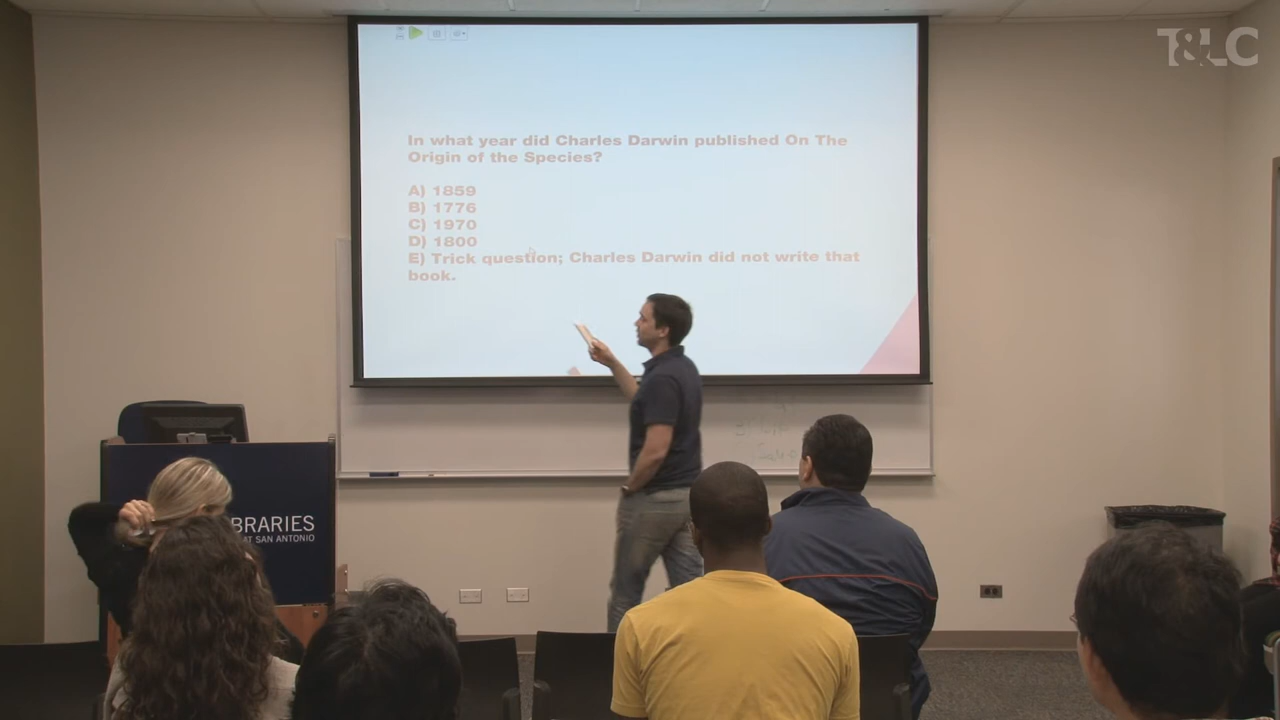 T&LC
In what year did Charles Darwin published On The
Origin of the Species?
A) 1859
B) 1776
C) 1970
D) 1800
E) Trick question; Charles Darwin did not write that
book.
BRARIES
AT SAN ANTONIO